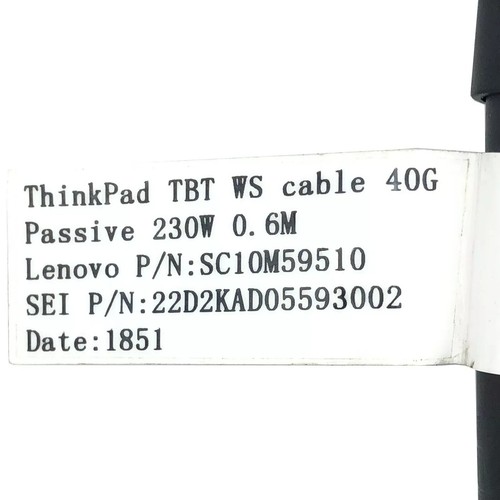 ThinkPad TBT WS cable 40G
Passive 230W 0.6M
Lenovo P/N:SC10M59510
SEI P/N:22D2KAD05593002
Date:1851